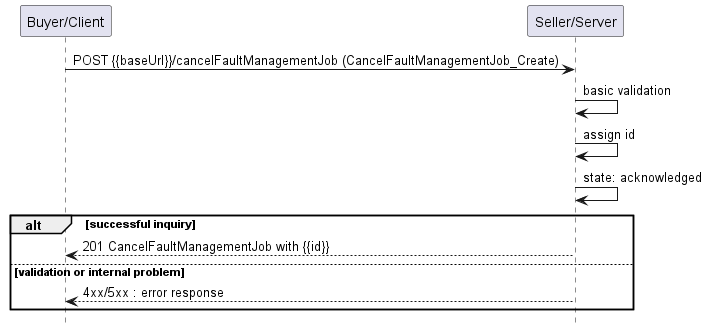 Buyer/Client
Seller/Server
POST {{baseUrl}}/cancelFaultManagementJob (CancelFaultManagementJob_Create)
basic validation
assign id
state: acknowledged
alt [successful inquiry]
201 CancelFaultManagementJob with {{id}}
[validation or internal problem]
4xx/5xx : error response